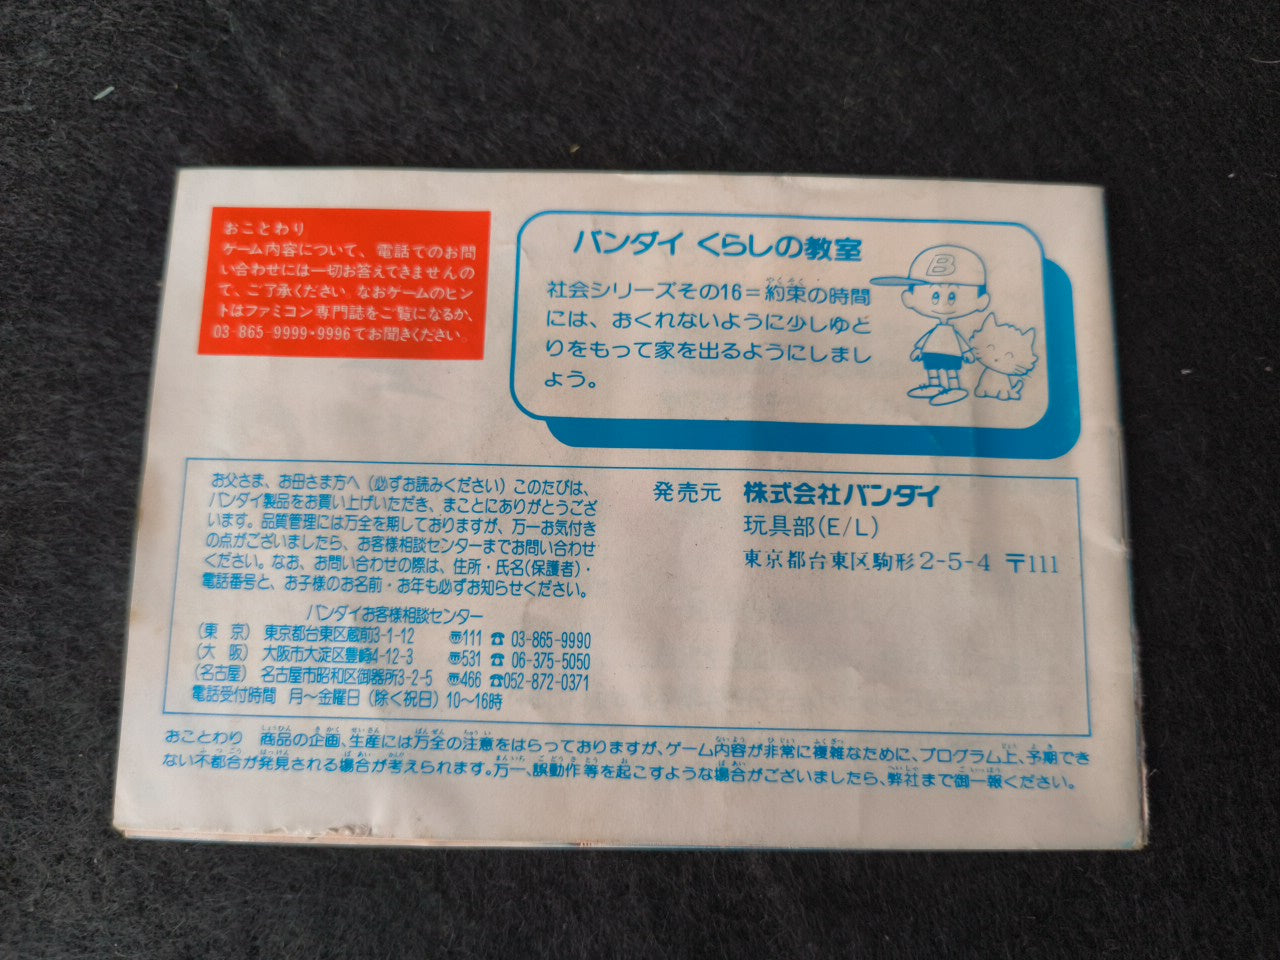 おことわり
ゲーム内容について、電話でのお問
い合わせには一切お答えできませんの
で、ご了承ください。なおゲームのヒン
トはファミコン専門誌をご覧になるか、
03-865-9999・9996でお聞きください。
バンダイ くらしの教室
社会シリーズその16＝約束の時間
には、おくれないように少しゆと
りをもって家を出るようにしまし
ょう。
B
お父さま、お母さま方へ（必ずお読みください）このたびは、
バンダイ製品をお買い上げいただき、まことにありがとうござ
います。品質管理には万全を期しておりますが、万一お気付き
の点がございましたら、お客様相談センターまでお問い合わせ
ください。なお、お問い合わせの際は、住所・氏名(保護者)・
電話番号と、お子様のお名前・お年も必ずお知らせください。
バンダイお客様相談センター
(東　京)　東京都台東区蔵前3-1-12　〠111 ☎ 03-865-9990
(大　阪)　大阪市大淀区豊崎4-12-3　〠531 ☎ 06-375-5050
(名古屋)　名古屋市昭和区御器所3-2-5　〠466 ☎052-872-0371
電話受付時間　月〜金曜日（除く祝日）10〜16時
発売元　株式会社バンダイ
玩具部(E/L)
東京都台東区駒形2-5-4　〒111
おことわり　商品の企画、生産には万全の注意をはらっておりますが、ゲーム内容が非常に複雑なために、プログラム上、予期でき
ない不都合が発見される場合が考えられます。万一、誤動作等を起こすような場合がございましたら、弊社まで御一報ください。